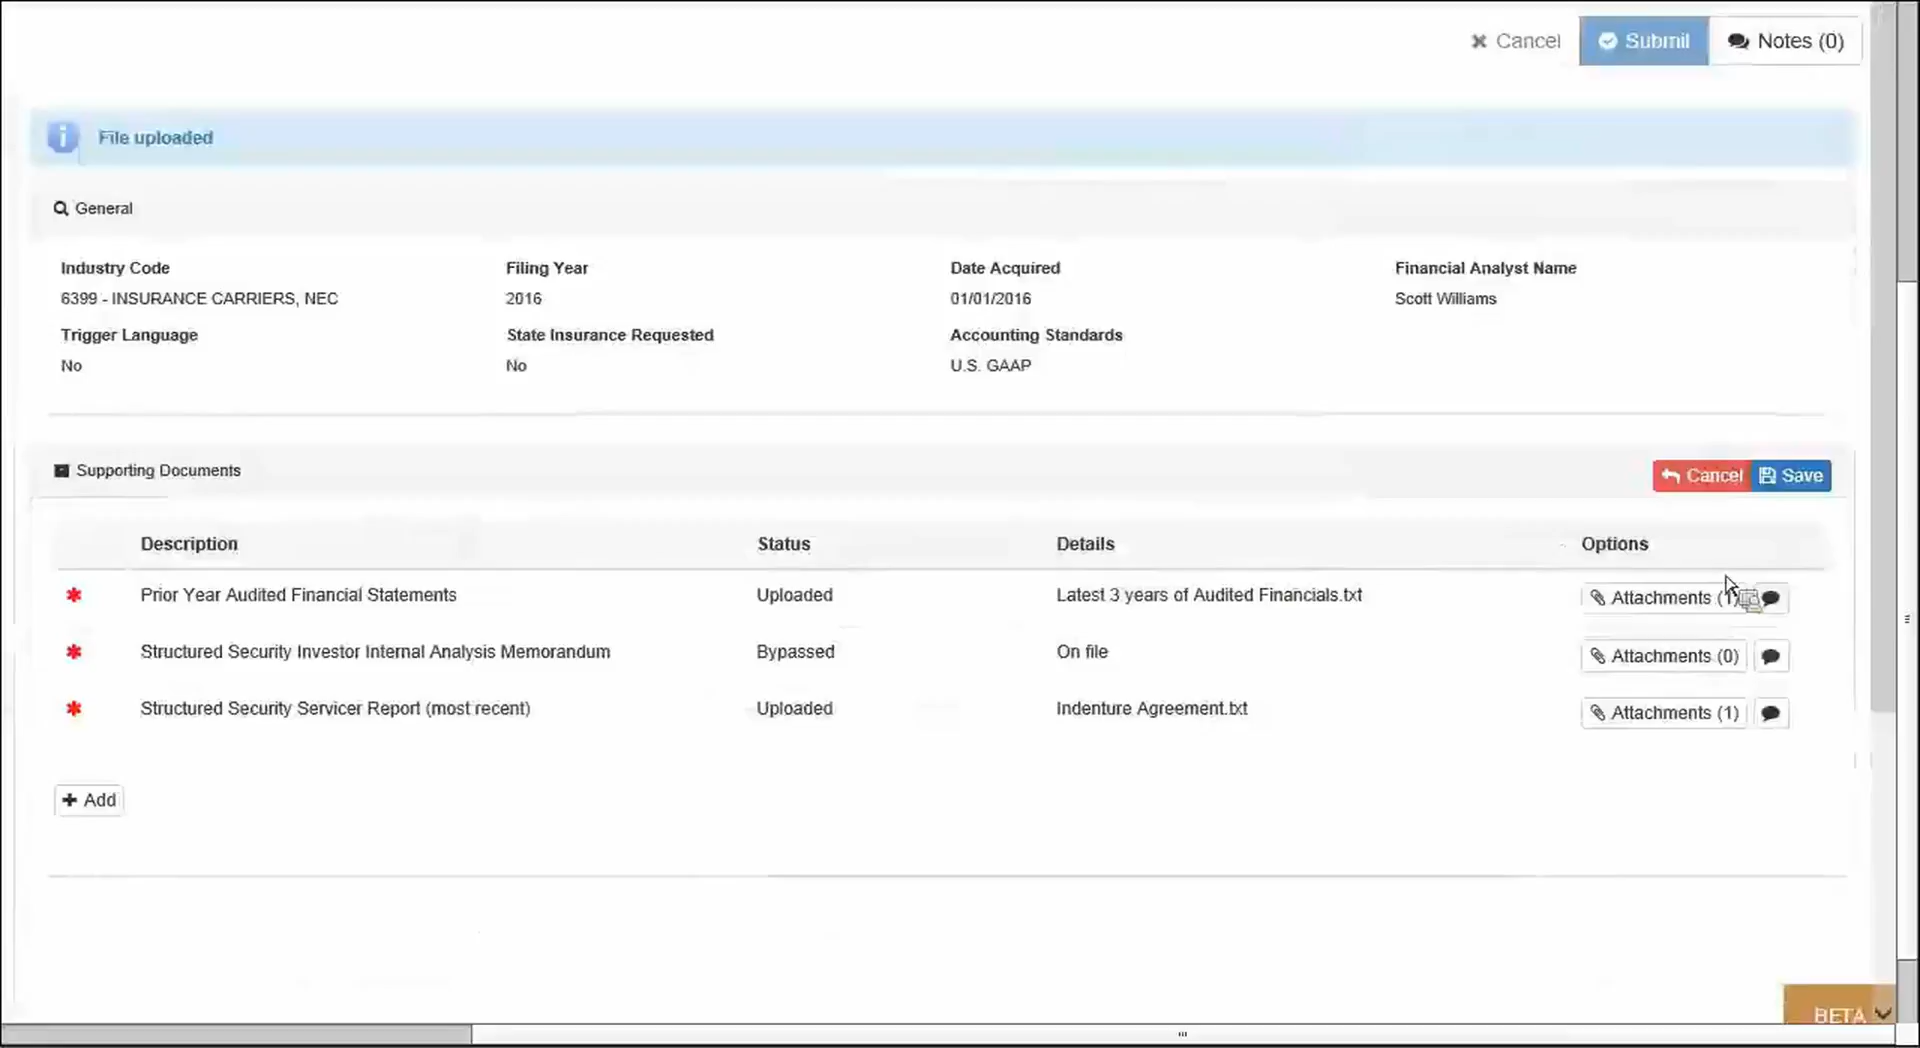 Cancel Submit Notes (0)
File uploaded
General
Industry Code Filing Year Date Acquired Financial Analyst Name
6399 - INSURANCE CARRIERS, NEC 2016 01/01/2016 Scott Williams
Trigger Language State Insurance Requested Accounting Standards
No No U.S. GAAP
Supporting Documents Cancel Save
Description Status Details Options
* Prior Year Audited Financial Statements Uploaded Latest 3 years of Audited Financials.txt Attachments (1)
* Structured Security Investor Internal Analysis Memorandum Bypassed On file Attachments (0)
* Structured Security Servicer Report (most recent) Uploaded Indenture Agreement.txt Attachments (1)
+ Add
BETA